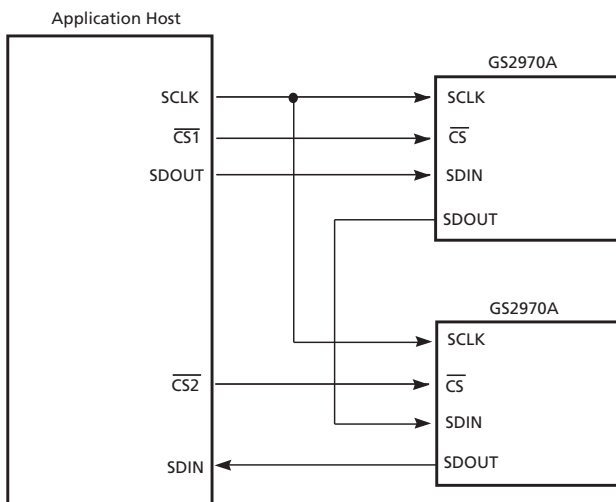 Application Host
SCLK
CS1
SDOUT
CS2
SDIN
GS2970A
SCLK
CS
SDIN
SDOUT
GS2970A
SCLK
CS
SDIN
SDOUT